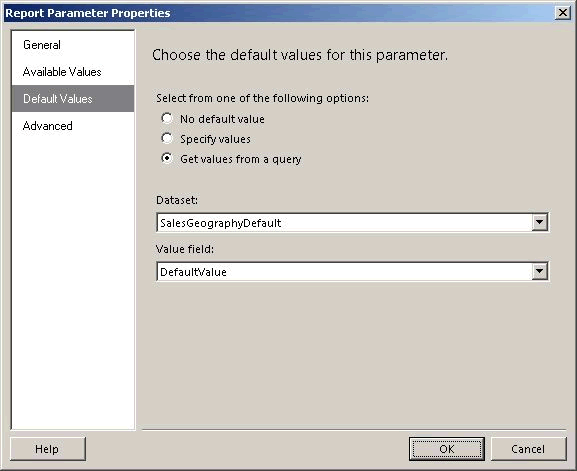 Report Parameter Properties
General
Available Values
Default Values
Advanced
Choose the default values for this parameter.
Select from one of the following options:
No default value
Specify values
Get values from a query
Dataset:
SalesGeographyDefault
Value field:
DefaultValue
Help
OK
Cancel